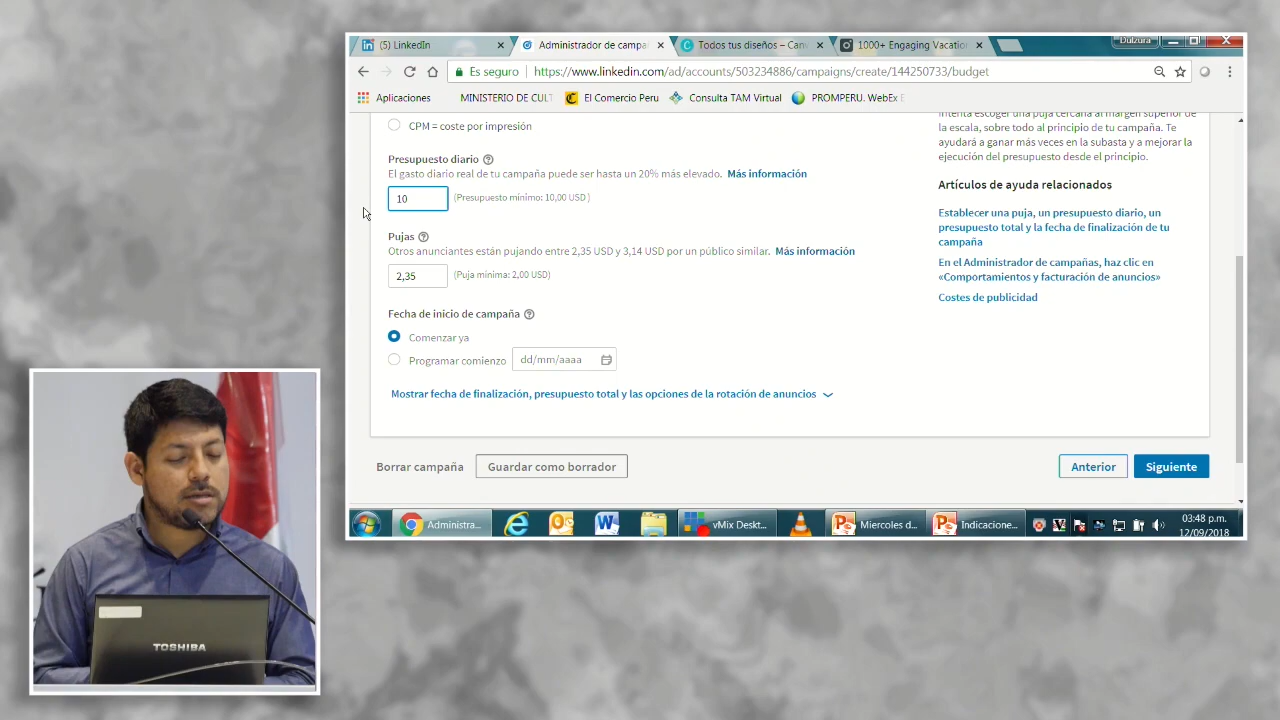 (5) LinkedIn
Administrador de campa
Todos tus diseños – Can
1000+ Engaging Vacation
Dulzura
Es seguro
https://www.linkedin.com/ad/accounts/503234886/campaigns/create/144250733/budget
Aplicaciones
MINISTERIO DE CULT
El Comercio Peru
Consulta TAM Virtual
PROMPERU. WebEx E
CPM = coste por impresión
Presupuesto diario
El gasto diario real de tu campaña puede ser hasta un 20% más elevado. Más información
10
(Presupuesto mínimo: 10,00 USD )
Pujas
Otros anunciantes están pujando entre 2,35 USD y 3,14 USD por un público similar. Más información
2,35
(Puja mínima: 2,00 USD)
Fecha de inicio de campaña
Comenzar ya
Programar comienzo
dd/mm/aaaa
Mostrar fecha de finalización, presupuesto total y las opciones de la rotación de anuncios
Intenta escoger una puja cercana al margen superior de
la escala, sobre todo al principio de tu campaña. Te
ayudará a ganar más veces en la subasta y a mejorar la
ejecución del presupuesto desde el principio.
Artículos de ayuda relacionados
Establecer una puja, un presupuesto diario, un
presupuesto total y la fecha de finalización de tu
campaña
En el Administrador de campañas, haz clic en
«Comportamientos y facturación de anuncios»
Costes de publicidad
Borrar campaña
Guardar como borrador
Anterior
Siguiente
Administra...
vMix Deskt...
Miercoles d...
Indicacione...
03:48 p.m.
12/09/2018
TOSHIBA